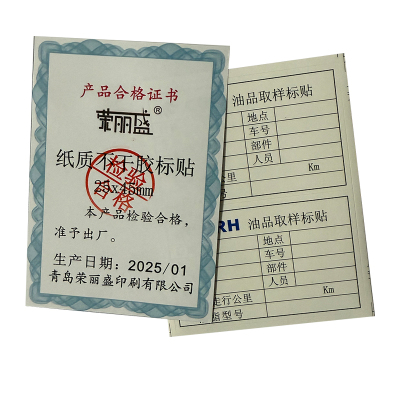 产品合格证书
荣丽盛®
纸质不干胶标贴
25x45mm
检验
合格
本产品检验合格，
准予出厂。
生产日期：2025/01
青岛荣丽盛印刷有限公司
油品取样标贴
地点
车号
部件
人员
Km
RH 油品取样标贴
地点
车号
部件
人员
走行公里 Km
脂型号